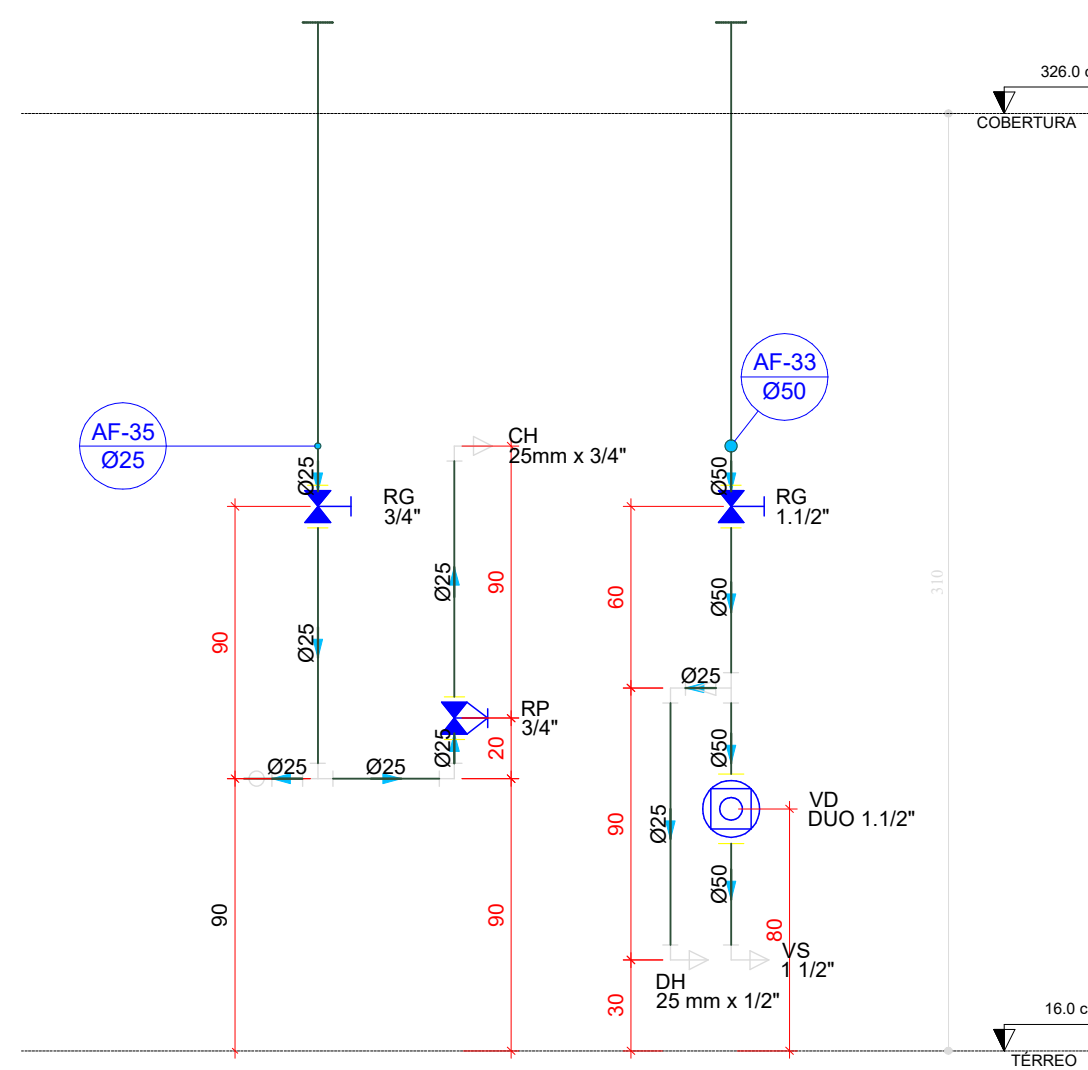 326.0 c
COBERTURA
AF-33
Ø50
AF-35
Ø25
CH
25mm x 3/4"
Ø25
RG
3/4"
Ø50
RG
1.1/2"
90
Ø25
Ø25
90
60
Ø50
310
Ø25
RP
3/4"
Ø25
20
Ø25
Ø25
Ø50
VD
DUO 1.1/2"
90
Ø25
Ø50
90
90
80
VS
1 1/2"
DH
25 mm x 1/2"
30
16.0 c
TÉRREO